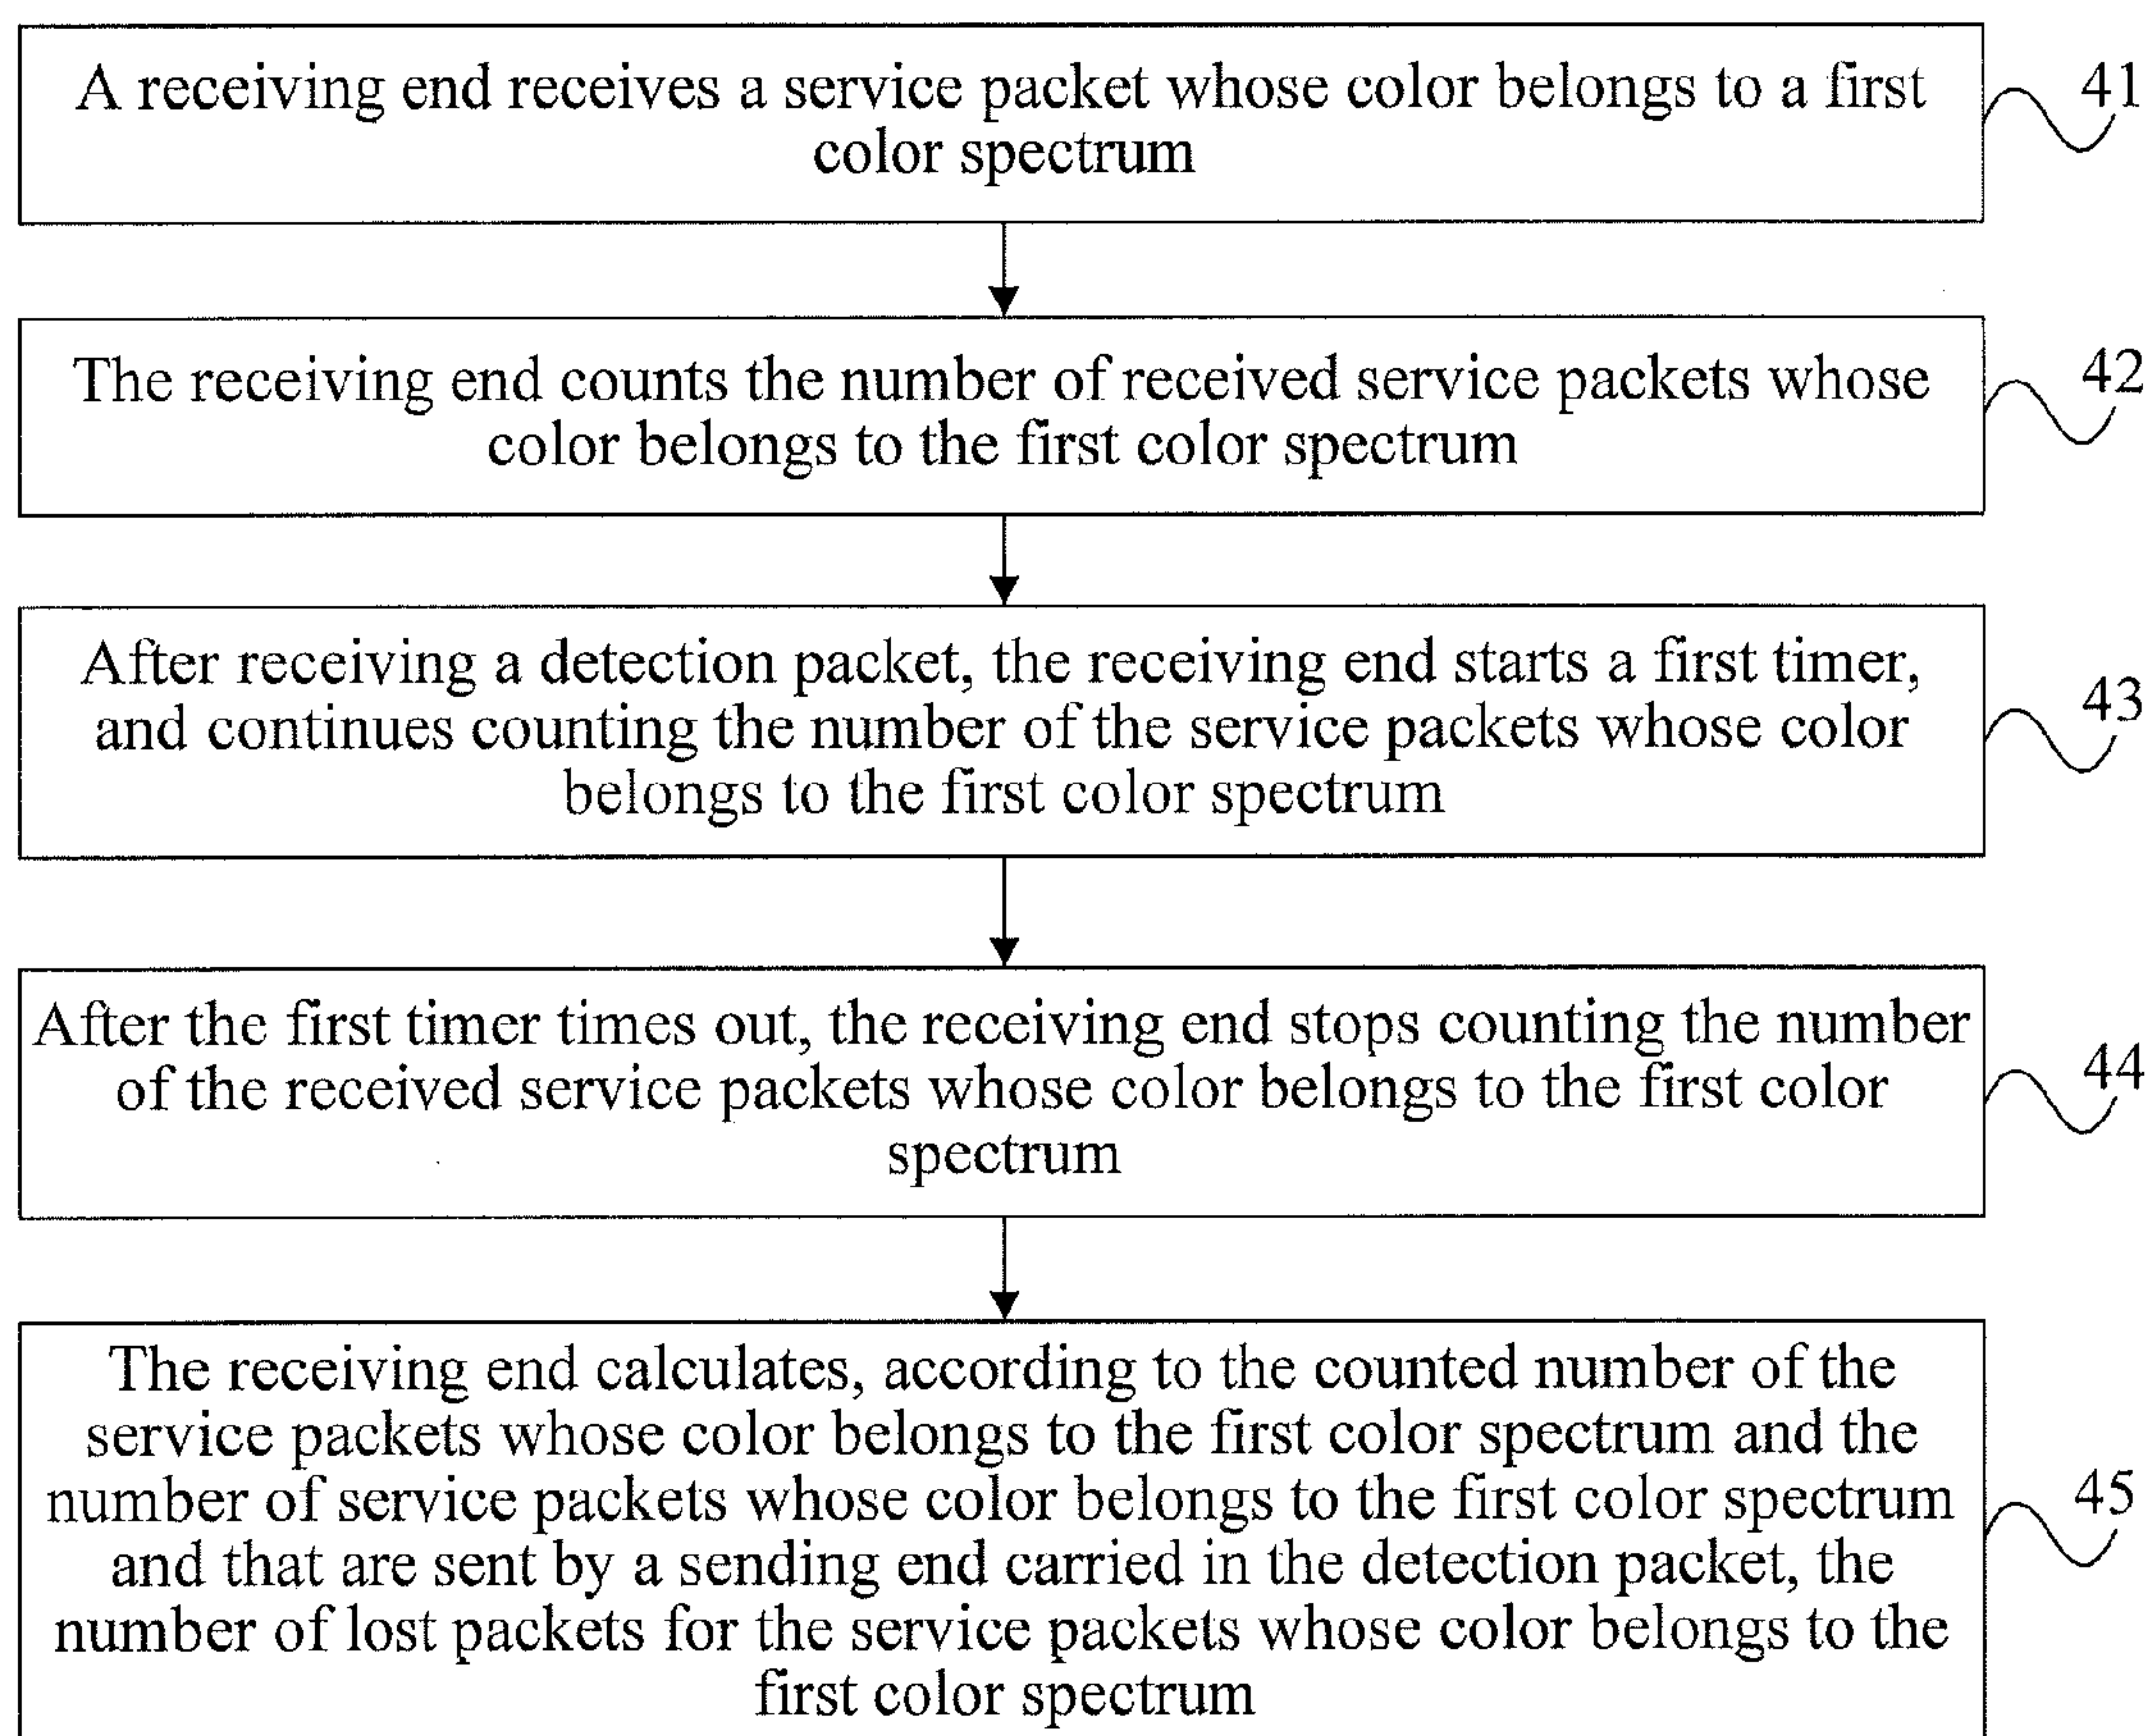 A receiving end receives a service packet whose color belongs to a first
color spectrum
41
The receiving end counts the number of received service packets whose
color belongs to the first color spectrum
42
After receiving a detection packet, the receiving end starts a first timer,
and continues counting the number of the service packets whose color
belongs to the first color spectrum
43
After the first timer times out, the receiving end stops counting the number
of the received service packets whose color belongs to the first color
spectrum
44
The receiving end calculates, according to the counted number of the
service packets whose color belongs to the first color spectrum and the
number of service packets whose color belongs to the first color spectrum
and that are sent by a sending end carried in the detection packet, the
number of lost packets for the service packets whose color belongs to the
first color spectrum
45